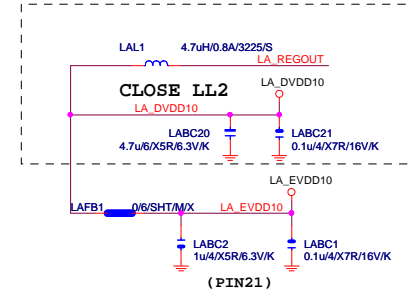 LAL1 4.7uH/0.8A/3225/S
LA_REGOUT
CLOSE LL2
LA_DVDD10
LA_DVDD10
LABC20
4.7u/6/X5R/6.3V/K
LABC21
0.1u/4/X7R/16V/K
LA_EVDD10
LAFB1 0/6/SHT/M/X LA_EVDD10
LABC2
1u/4/X5R/6.3V/K
LABC1
0.1u/4/X7R/16V/K
(PIN21)